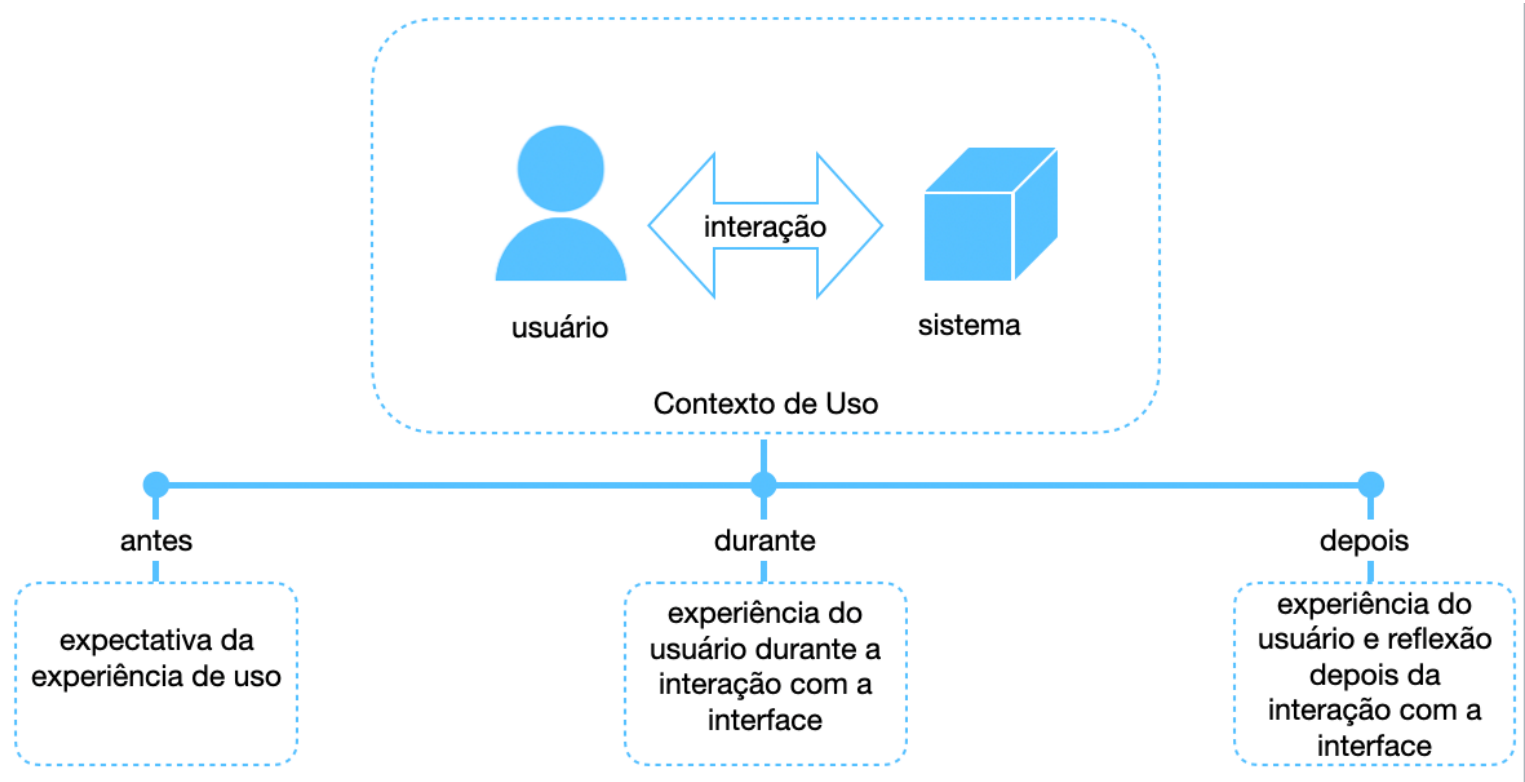 interação
usuário
sistema
Contexto de Uso
antes
durante
depois
expectativa da
experiência de uso
experiência do
usuário durante a
interação com a
interface
experiência do
usuário e reflexão
depois da
interação com a
interface